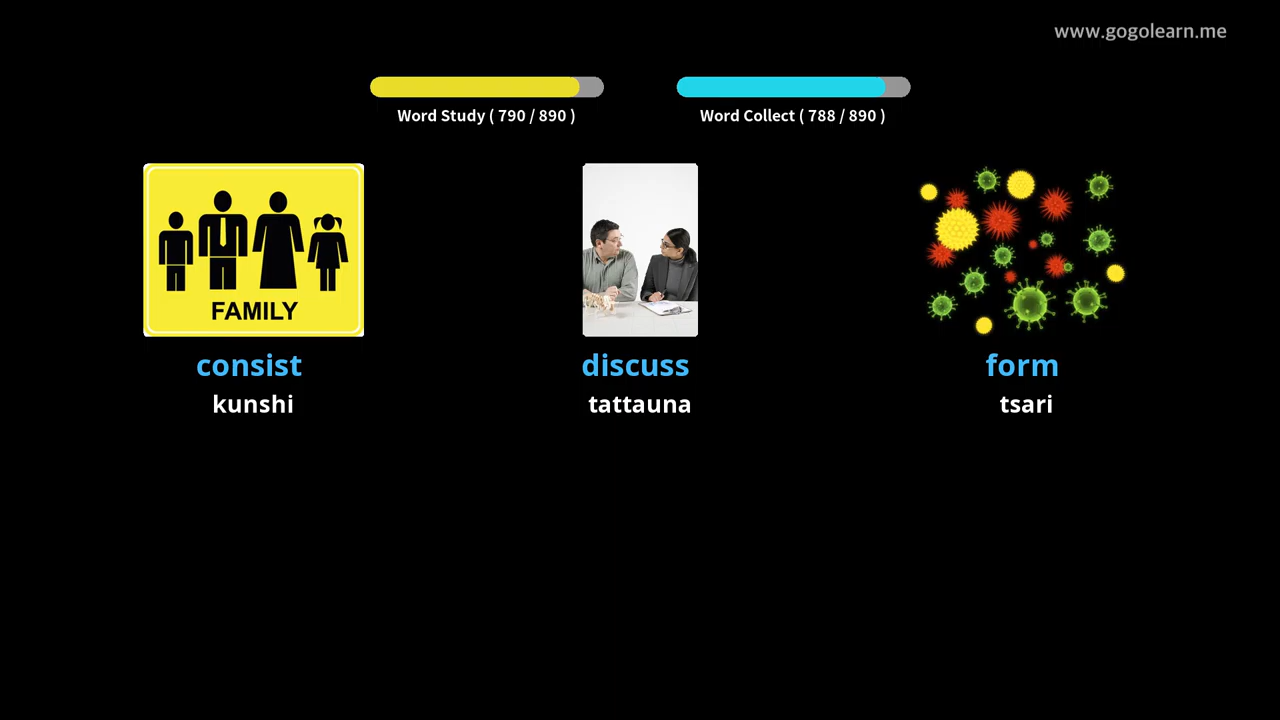 www.gogolearn.me
Word Study ( 790 / 890 )
Word Collect ( 788 / 890 )
FAMILY
consist
discuss
form
kunshi
tattauna
tsari